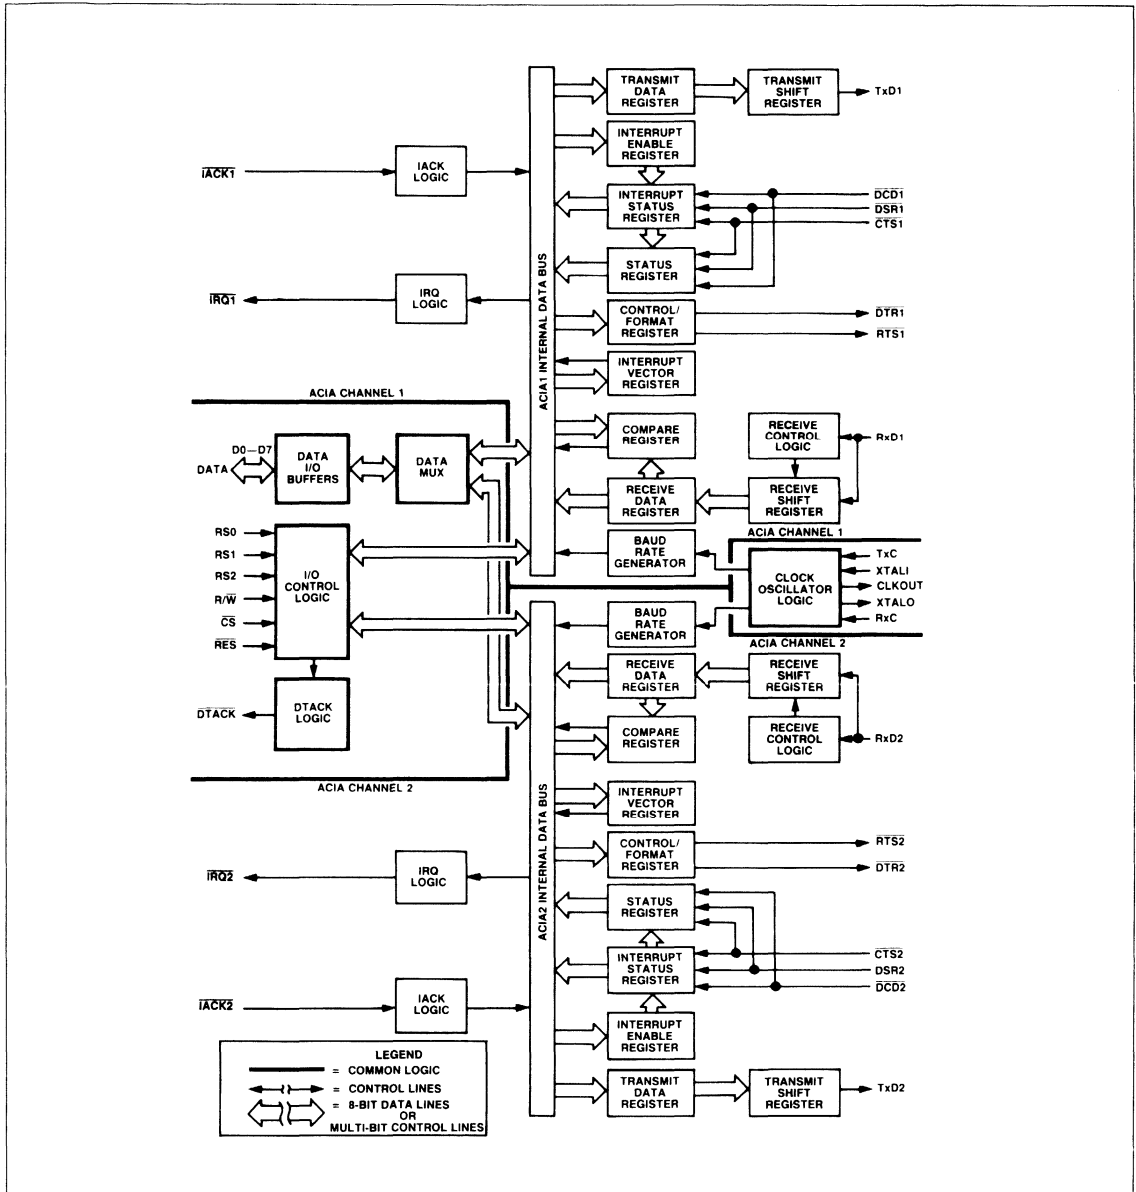 TRANSMIT
DATA
REGISTER
TRANSMIT
SHIFT
REGISTER
TxD1
INTERRUPT
ENABLE
REGISTER
IACK1
IACK
LOGIC
INTERRUPT
STATUS
REGISTER
DCD1
DSR1
CTS1
STATUS
REGISTER
ACIA1 INTERNAL DATA BUS
IRQ1
IRQ
LOGIC
CONTROL/
FORMAT
REGISTER
DTR1
RTS1
INTERRUPT
VECTOR
REGISTER
ACIA CHANNEL 1
COMPARE
REGISTER
RECEIVE
CONTROL
LOGIC
RxD1
D0—D7
DATA
DATA
I/O
BUFFERS
DATA
MUX
RECEIVE
DATA
REGISTER
RECEIVE
SHIFT
REGISTER
ACIA CHANNEL 1
RS0
RS1
RS2
R/W
CS
RES
I/O
CONTROL
LOGIC
BAUD
RATE
GENERATOR
CLOCK
OSCILLATOR
LOGIC
TxC
XTALI
CLKOUT
XTALO
RxC
BAUD
RATE
GENERATOR
ACIA CHANNEL 2
RECEIVE
DATA
REGISTER
RECEIVE
SHIFT
REGISTER
DTACK
DTACK
LOGIC
COMPARE
REGISTER
RECEIVE
CONTROL
LOGIC
RxD2
ACIA CHANNEL 2
ACIA2 INTERNAL DATA BUS
INTERRUPT
VECTOR
REGISTER
CONTROL/
FORMAT
REGISTER
RTS2
DTR2
IRQ2
IRQ
LOGIC
STATUS
REGISTER
INTERRUPT
STATUS
REGISTER
CTS2
DSR2
DCD2
IACK2
IACK
LOGIC
INTERRUPT
ENABLE
REGISTER
LEGEND
= COMMON LOGIC
= CONTROL LINES
= 8-BIT DATA LINES
OR
MULTI-BIT CONTROL LINES
TRANSMIT
DATA
REGISTER
TRANSMIT
SHIFT
REGISTER
TxD2